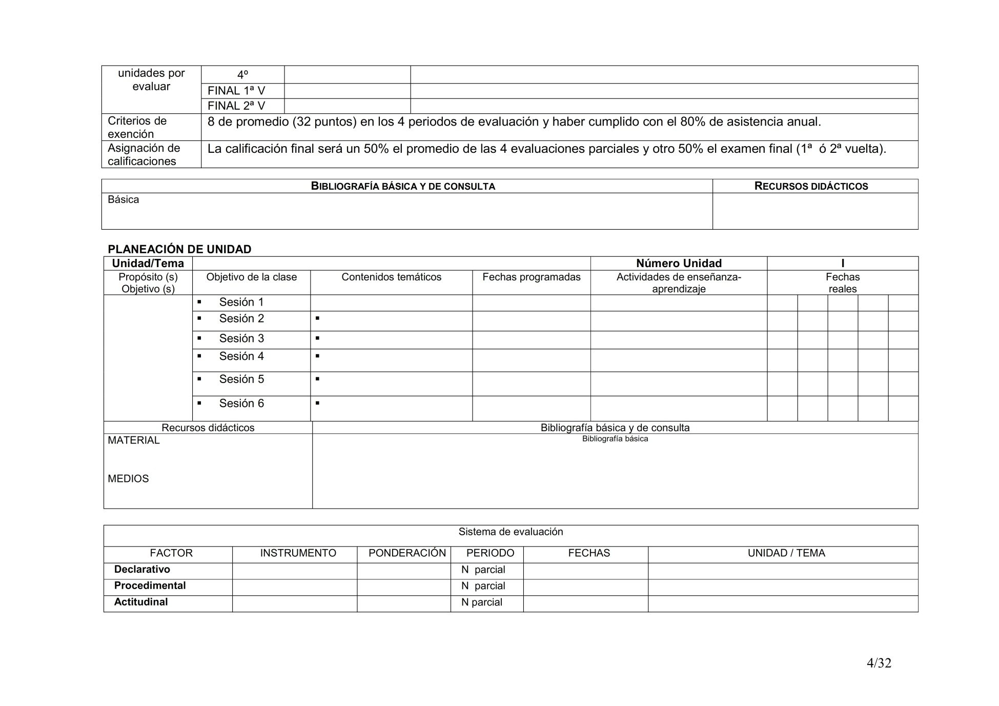 unidades por
evaluar
4º
FINAL 1ª V
FINAL 2ª V
Criterios de
exención
8 de promedio (32 puntos) en los 4 periodos de evaluación y haber cumplido con el 80% de asistencia anual.
Asignación de
calificaciones
La calificación final será un 50% el promedio de las 4 evaluaciones parciales y otro 50% el examen final (1ª ó 2ª vuelta).
BIBLIOGRAFÍA BÁSICA Y DE CONSULTA
RECURSOS DIDÁCTICOS
Básica
PLANEACIÓN DE UNIDAD
Unidad/Tema
Número Unidad
I
Propósito (s)
Objetivo (s)
Objetivo de la clase
Contenidos temáticos
Fechas programadas
Actividades de enseñanza-
aprendizaje
Fechas
reales
▪ Sesión 1
▪ Sesión 2
▪
▪ Sesión 3
▪
▪ Sesión 4
▪
▪ Sesión 5
▪
▪ Sesión 6
▪
Recursos didácticos
Bibliografía básica y de consulta
MATERIAL
Bibliografía básica
MEDIOS
Sistema de evaluación
FACTOR
INSTRUMENTO
PONDERACIÓN
PERIODO
FECHAS
UNIDAD / TEMA
Declarativo
N parcial
Procedimental
N parcial
Actitudinal
N parcial
4/32